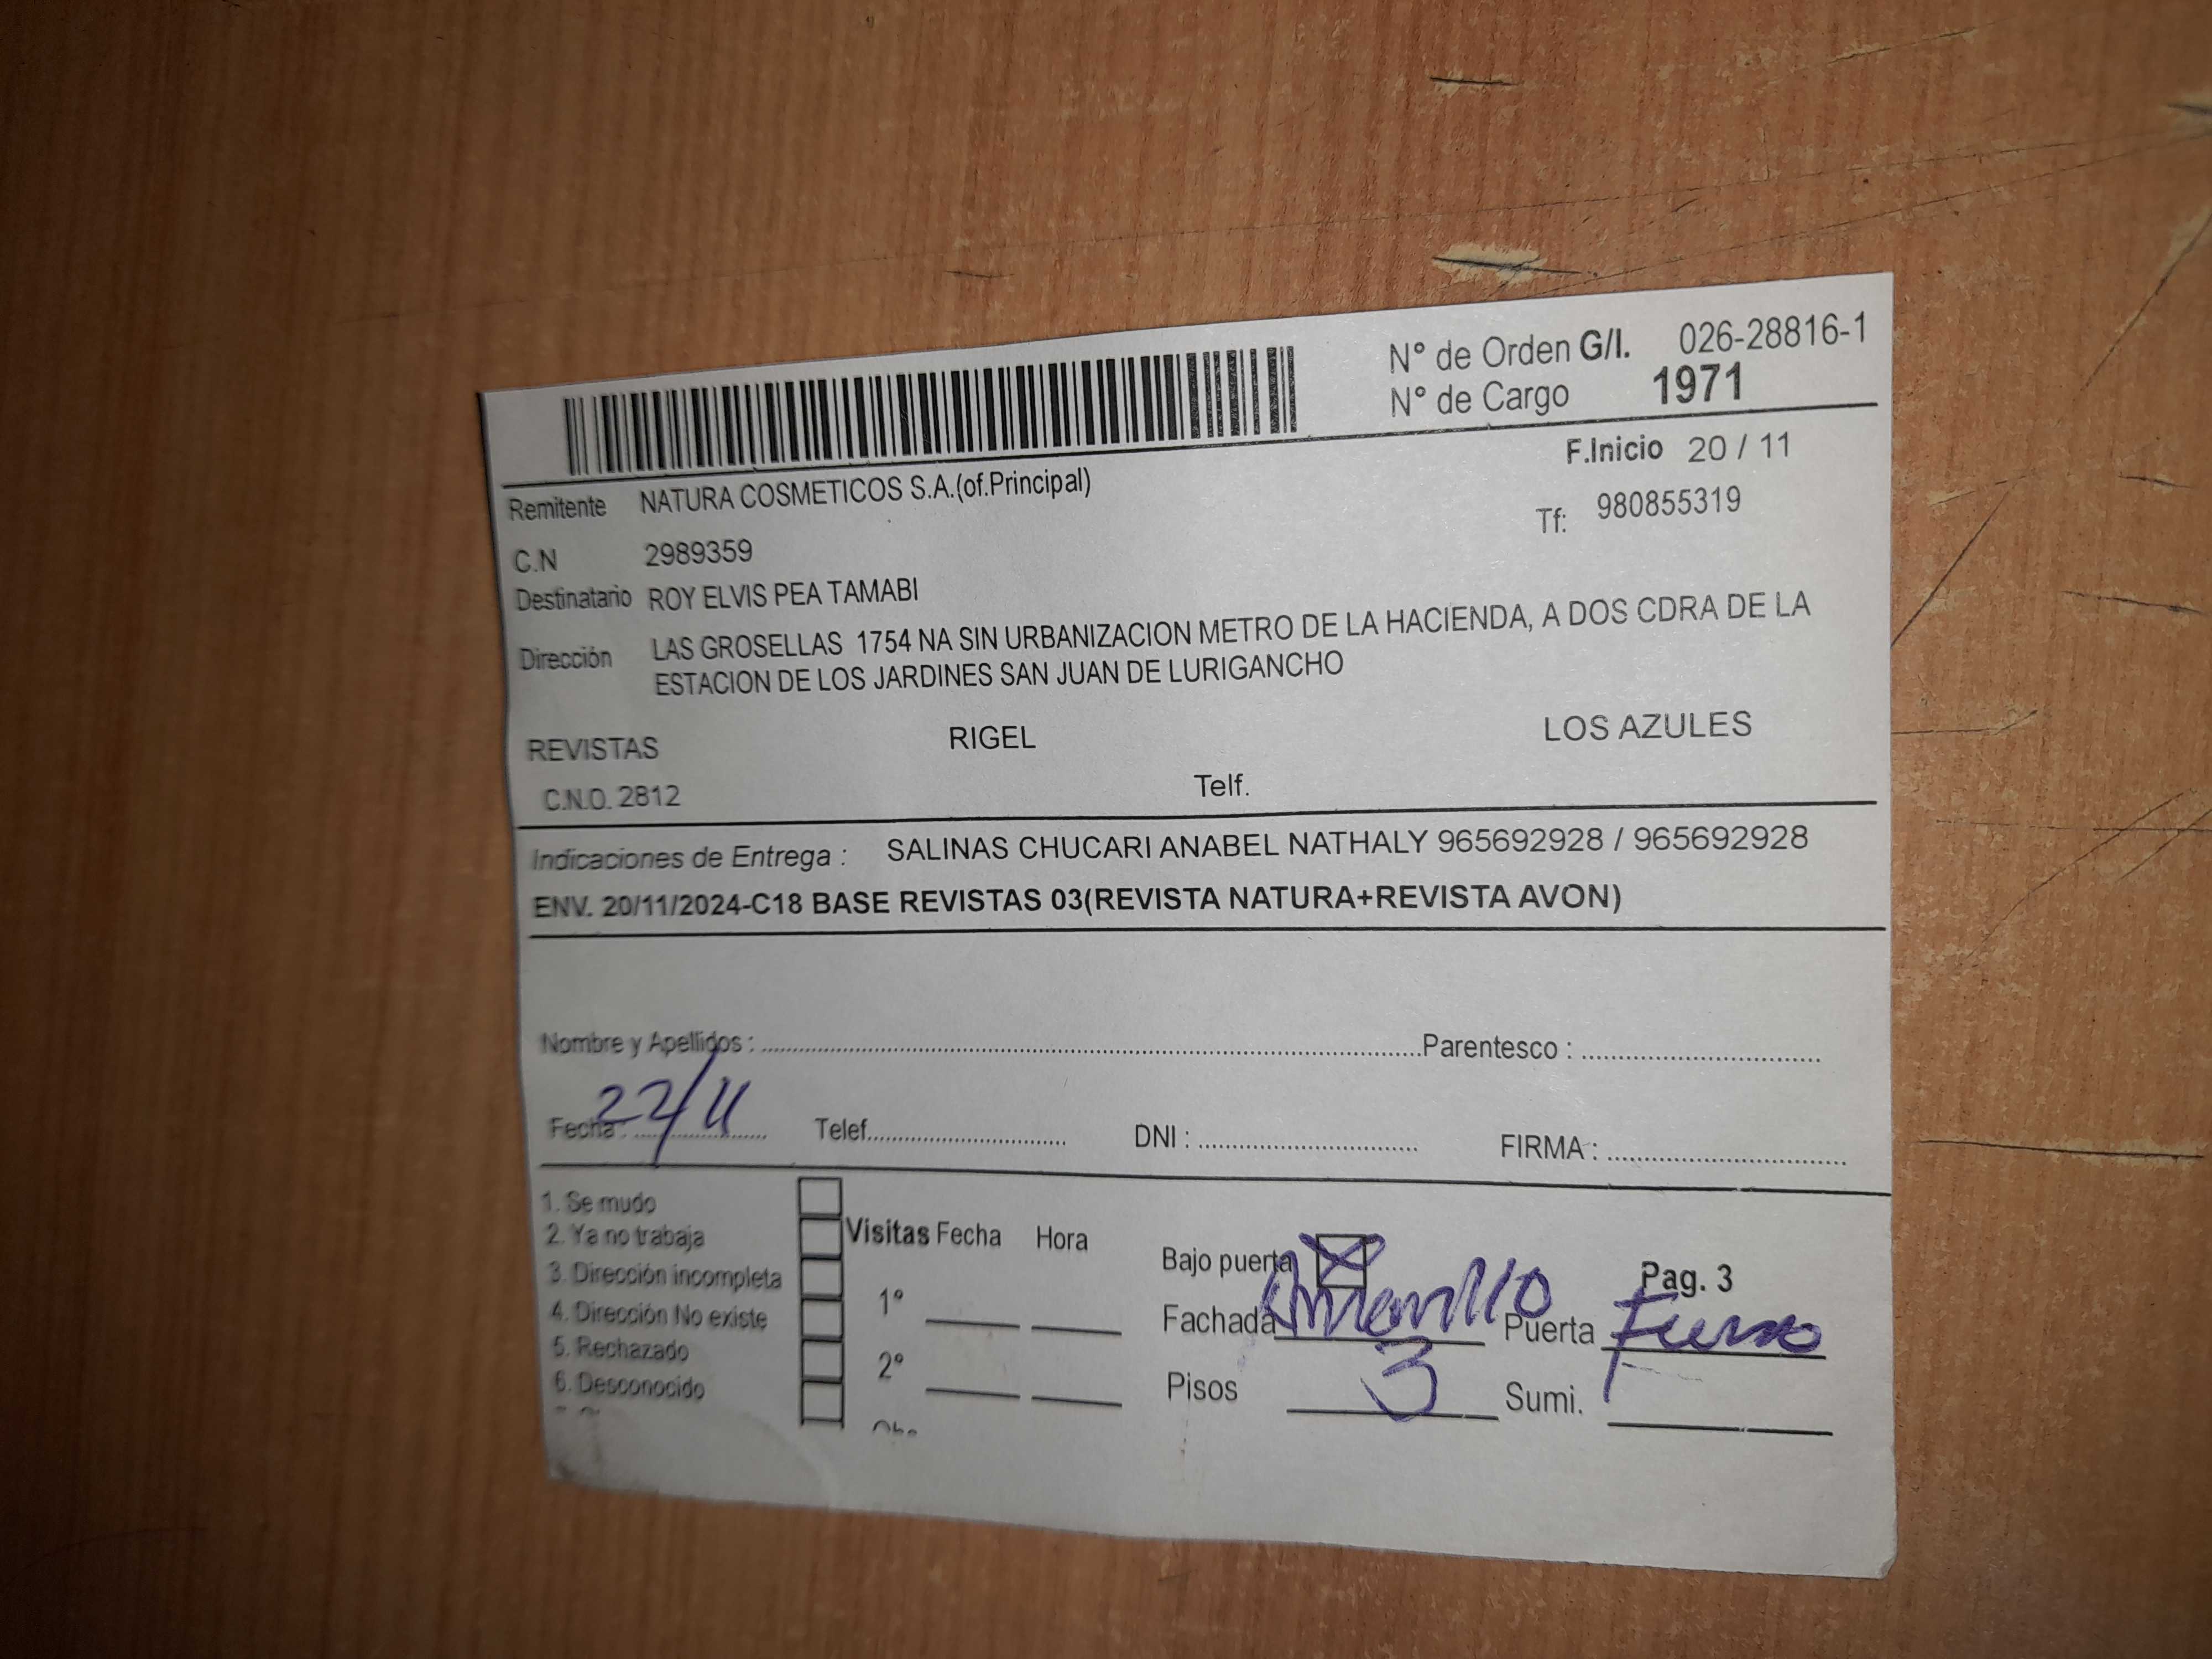 N° de Orden G/I. 026-28816-1
N° de Cargo 1971
F.Inicio 20 / 11
Remitente NATURA COSMETICOS S.A.(of.Principal)
Tf: 980855319
C.N 2989359
Destinatario ROY ELVIS PEA TAMABI
Dirección LAS GROSELLAS 1754 NA SIN URBANIZACION METRO DE LA HACIENDA, A DOS CDRA DE LA
ESTACION DE LOS JARDINES SAN JUAN DE LURIGANCHO
REVISTAS RIGEL LOS AZULES
C.N.O. 2812 Telf.
Indicaciones de Entrega : SALINAS CHUCARI ANABEL NATHALY 965692928 / 965692928
ENV. 20/11/2024-C18 BASE REVISTAS 03(REVISTA NATURA+REVISTA AVON)
Nombre y Apellidos : Parentesco :
Fecha : 22/11 Telef. DNI : FIRMA :
1. Se mudo
2. Ya no trabaja
3. Dirección incompleta
4. Dirección No existe
5. Rechazado
6. Desconocido
Visitas Fecha Hora
1°
2°
Bajo puerta X Pag. 3
Fachada Amarillo Puerta Fierro
Pisos 3 Sumi.